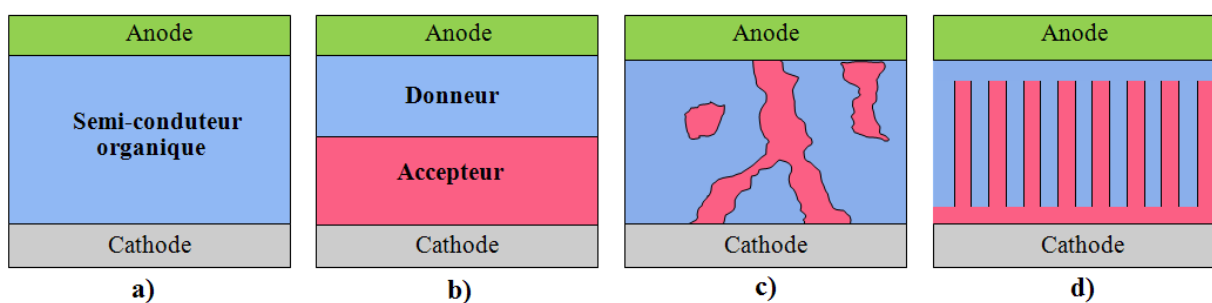 Anode
Semi-conduteur
organique
Cathode
a)
Anode
Donneur
Accepteur
Cathode
b)
Anode
Cathode
c)
Anode
Cathode
d)